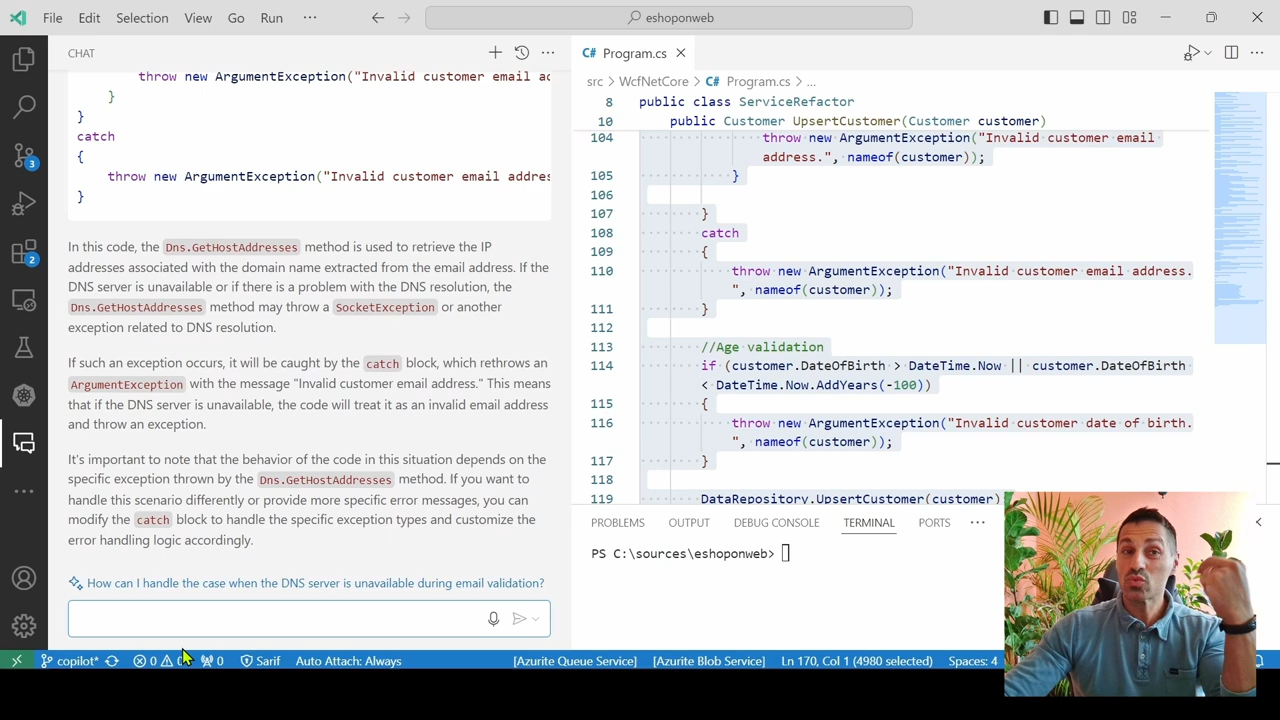 File Edit Selection View Go Run ··· eshoponweb
CHAT
throw new ArgumentException("Invalid customer email ad
}
}
catch
{
throw new ArgumentException("Invalid customer email addres
}
In this code, the Dns.GetHostAddresses method is used to retrieve the IP
addresses associated with the domain name extracted from the email address. If the
DNS server is unavailable or if there is a problem with the DNS resolution, the
Dns.GetHostAddresses method may throw a SocketException or another
exception related to DNS resolution.
If such an exception occurs, it will be caught by the catch block, which rethrows an
ArgumentException with the message "Invalid customer email address." This means
that if the DNS server is unavailable, the code will treat it as an invalid email address
and throw an exception.
It's important to note that the behavior of the code in this situation depends on the
specific exception thrown by the Dns.GetHostAddresses method. If you want to
handle this scenario differently or provide more specific error messages, you can
modify the catch block to handle the specific exception types and customize the
error handling logic accordingly.
How can I handle the case when the DNS server is unavailable during email validation?
3
2
C# Program.cs
src > WcfNetCore > C# Program.cs > ...
8 public class ServiceRefactor
10 public Customer UpsertCustomer(Customer customer)
104 throw new ArgumentException("Invalid customer email
address.", nameof(customer));
105 }
106
107 }
108 catch
109 {
110 throw new ArgumentException("Invalid customer email address.
", nameof(customer));
111 }
112
113 //Age validation
114 if (customer.DateOfBirth > DateTime.Now || customer.DateOfBirth
< DateTime.Now.AddYears(-100))
115 {
116 throw new ArgumentException("Invalid customer date of birth.
", nameof(customer));
117 }
118
119 DataRepository.UpsertCustomer(customer)
PROBLEMS OUTPUT DEBUG CONSOLE TERMINAL PORTS ···
PS C:\sources\eshoponweb>
copilot* 0 0 0 Sarif Auto Attach: Always [Azurite Queue Service] [Azurite Blob Service] Ln 170, Col 1 (4980 selected) Spaces: 4